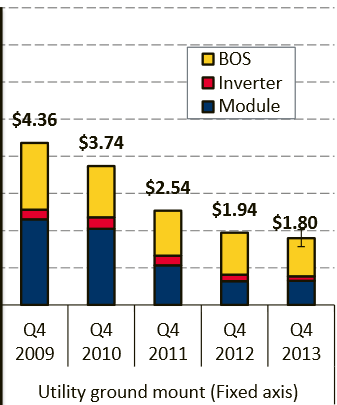 BOS
Inverter
Module
$4.36
$3.74
$2.54
$1.94
$1.80
Q4 Q4 Q4 Q4 Q4
2009 2010 2011 2012 2013
Utility ground mount (Fixed axis)